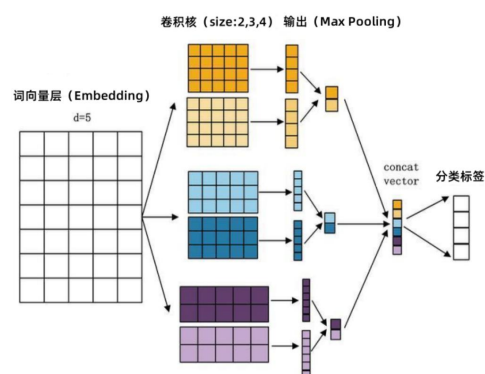 卷积核（size:2,3,4）输出（Max Pooling）
词向量层（Embedding）
d=5
concat
vector
分类标签